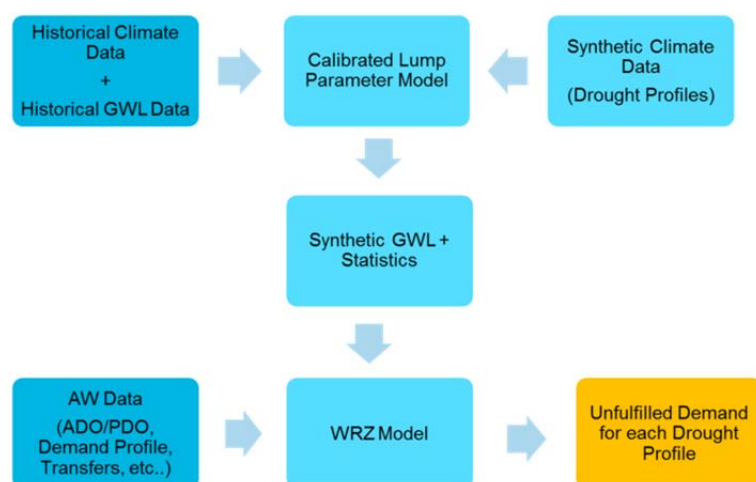 Historical Climate
Data
+
Historical GWL Data
Calibrated Lump
Parameter Model
Synthetic Climate
Data
(Drought Profiles)
Synthetic GWL +
Statistics
AW Data
(ADO/PDO,
Demand Profile,
Transfers, etc..)
WRZ Model
Unfulfilled Demand
for each Drought
Profile